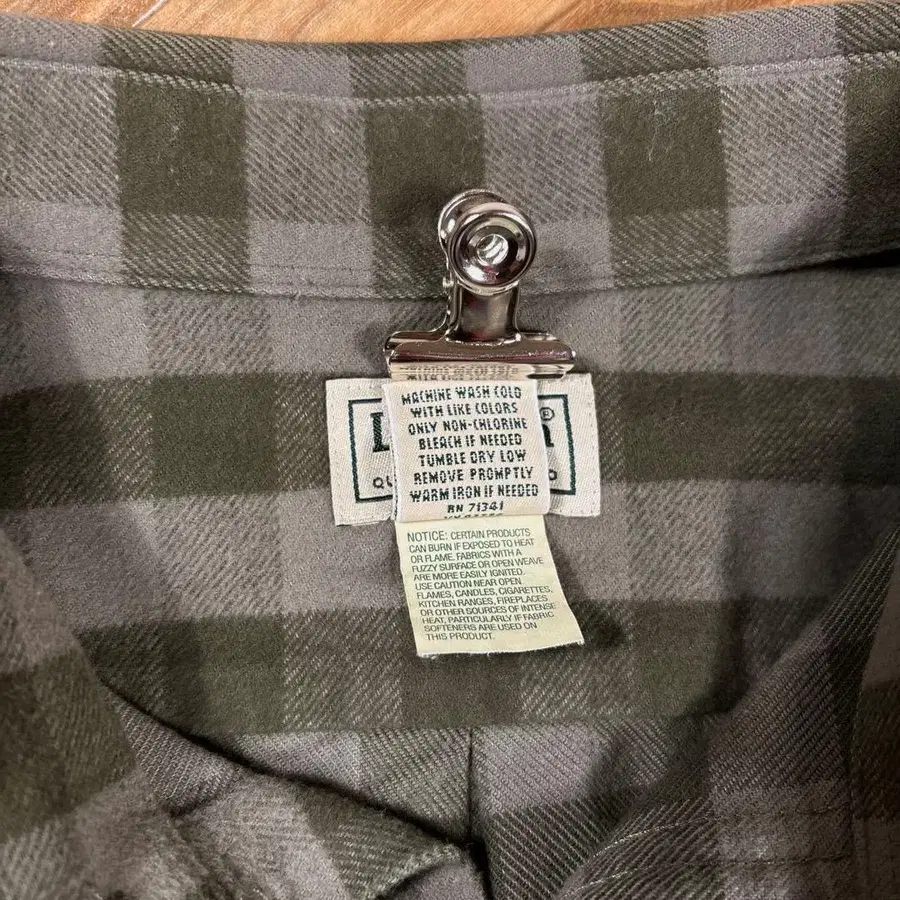 MACHINE WASH COLD
WITH LIKE COLORS
ONLY NON-CHLORINE
BLEACH IF NEEDED
TUMBLE DRY LOW
REMOVE PROMPTLY
WARM IRON IF NEEDED
RN 71341
L ®
QU D
NOTICE: CERTAIN PRODUCTS
CAN BURN IF EXPOSED TO HEAT
OR FLAME. FABRICS WITH A
FUZZY SURFACE OR OPEN WEAVE
ARE MORE EASILY IGNITED.
USE CAUTION NEAR OPEN
FLAMES, CANDLES, CIGARETTES,
KITCHEN RANGES, FIREPLACES
OR OTHER SOURCES OF INTENSE
HEAT, PARTICULARLY IF FABRIC
SOFTENERS ARE USED ON
THIS PRODUCT.